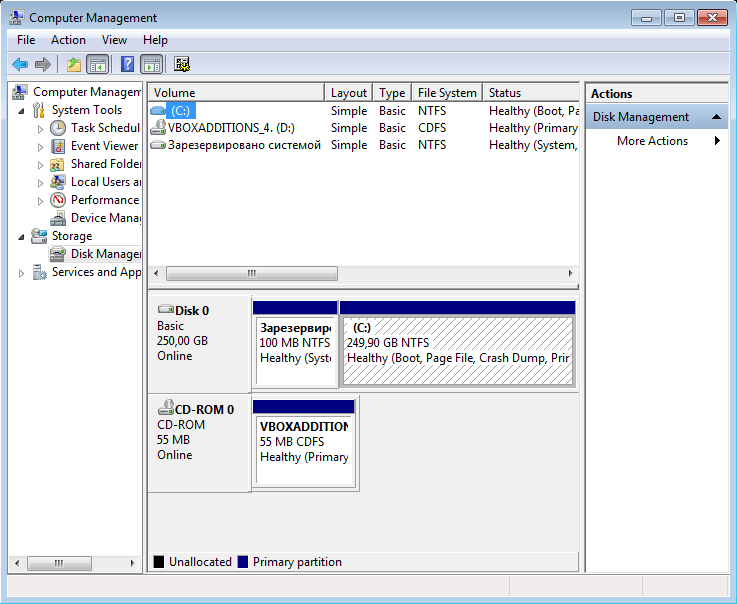 Computer Management
File Action View Help
Computer Managem
System Tools
Task Schedul
Event Viewer
Shared Folde
Local Users a
Performance
Device Mana
Storage
Disk Manager
Services and App
Volume Layout Type File System Status
(C:) Simple Basic NTFS Healthy (Boot, Pa
VBOXADDITIONS_4. (D:) Simple Basic CDFS Healthy (Primary
Зарезервировано системой Simple Basic NTFS Healthy (System,
Disk 0
Basic
250,00 GB
Online
Зарезервир
100 MB NTFS
Healthy (Syst
(C:)
249,90 GB NTFS
Healthy (Boot, Page File, Crash Dump, Prir
CD-ROM 0
CD-ROM
55 MB
Online
VBOXADDITION
55 MB CDFS
Healthy (Primary
Unallocated Primary partition
Actions
Disk Management
More Actions